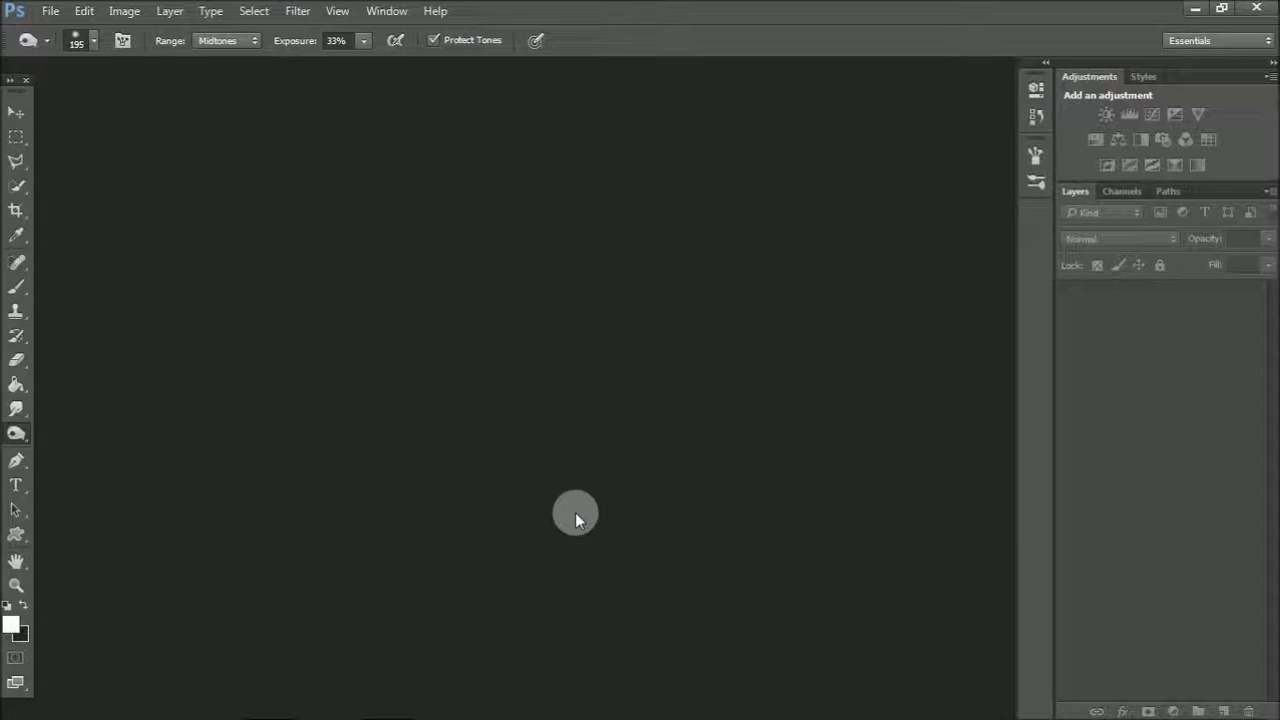 Ps File Edit Image Layer Type Select Filter View Window Help
195 Range: Midtones Exposure: 33% Protect Tones Essentials
Adjustments Styles
Add an adjustment
Layers Channels Paths
Kind T
Normal Opacity:
Lock: Fill:
T
fx